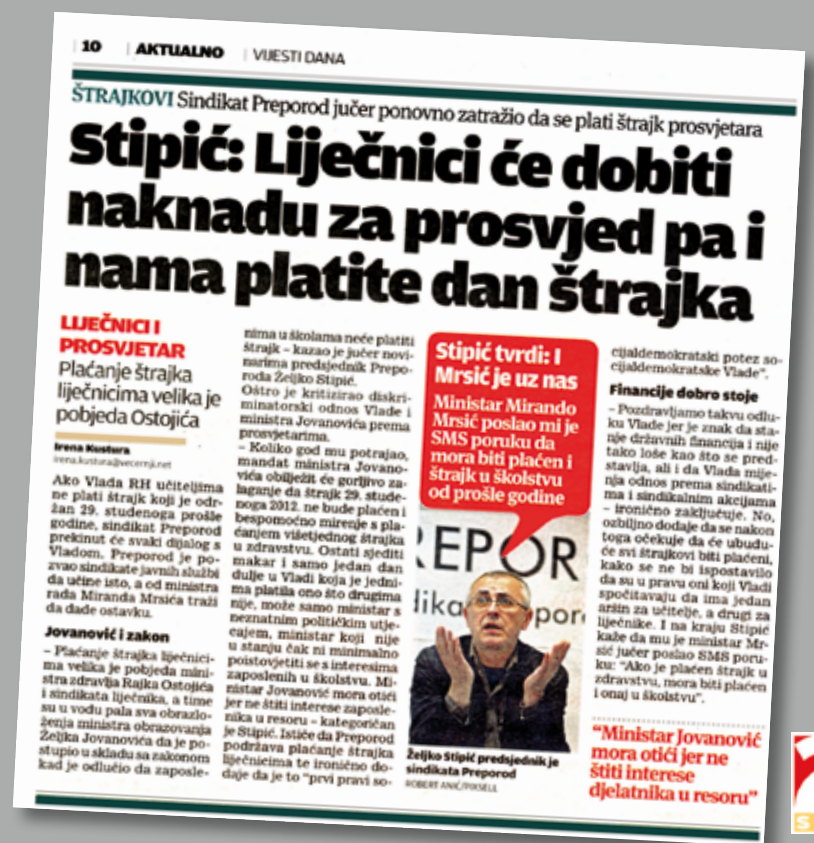 10 | AKTUALNO | VIJESTI DANA
ŠTRAJKOVI Sindikat Preporod jučer ponovno zatražio da se plati štrajk prosvjetara
Stipić: Liječnici će dobiti
naknadu za prosvjed pa i
nama platite dan štrajka
LIJEČNICI I
PROSVJETAR
Plaćanje štrajka
liječnicima velika je
pobjeda Ostojića
Irena Kustura
irena.kustura@vecernji.net
Ako Vlada RH učiteljima
ne plati štrajk koji je odr-
žan 29. studenoga prošle
godine, sindikat Preporod
prekinut će svaki dijalog s
Vladom. Preporod je po-
zvao sindikate javnih službi
da učine isto, a od ministra
rada Miranda Mrsića traži
da dade ostavku.
Jovanović i zakon
– Plaćanje štrajka liječnici-
ma velika je pobjeda mini-
stra zdravlja Rajka Ostojića
i sindikata liječnika, a time
su u vodu pala sva obrazlo-
ženja ministra obrazovanja
Željka Jovanovića da je po-
stupio u skladu sa zakonom
kad je odlučio da zaposle-
nima u školama neće platiti
štrajk – kazao je jučer novi-
narima predsjednik Prepo-
roda Željko Stipić.
Oštro je kritizirao diskri-
minatorski odnos Vlade i
ministra Jovanovića prema
prosvjetarima.
– Koliko god mu potrajao,
mandat ministra Jovano-
vića obilježit će gorljivo za-
laganje da štrajk 29. stude-
noga 2012. ne bude plaćen i
bespomoćno mirenje s pla-
ćanjem višetjednog štrajka
u zdravstvu. Ostati sjediti
makar i samo jedan dan
dulje u Vladi koja je jedni-
ma platila ono što drugima
nije, može samo ministar s
neznatnim političkim utje-
cajem, ministar koji nije
u stanju čak ni minimalno
poistovjetiti se s interesima
zaposlenih u školstvu. Mi-
nistar Jovanović mora otići
jer ne štiti interese zaposle-
nika u resoru – kategoričan
je Stipić. Ističe da Preporod
podržava plaćanje štrajka
liječnicima te ironično do-
daje da je to “prvi pravi so-
Stipić tvrdi: I
Mrsić je uz nas
Ministar Mirando
Mrsić poslao mi je
SMS poruku da
mora biti plaćen i
štrajk u školstvu
od prošle godine
REPOR
dika
pore
Željko Stipić predsjednik je
sindikata Preporod
ROBERT ANIĆ/PIXSELL
cijaldemokratski potez so-
cijaldemokratske Vlade”.
Financije dobro stoje
– Pozdravljamo takvu odlu-
ku Vlade jer je znak da sta-
nje državnih financija i nije
tako loše kao što se pred-
stavlja, ali i da Vlada mije-
nja odnos prema sindikati-
ma i sindikalnim akcijama
– ironično zaključuje. No,
ozbiljno dodaje da se nakon
toga očekuje da će ubudu-
će svi štrajkovi biti plaćeni,
kako se ne bi ispostavilo
da su u pravu oni koji Vladi
spočitavaju da ima jedan
aršin za učitelje, a drugi za
liječnike. I na kraju Stipić
kaže da mu je ministar Mr-
sić jučer poslao SMS poru-
ku: “Ako je plaćen štrajk u
zdravstvu, mora biti plaćen
i onaj u školstvu”.
“Ministar Jovanović
mora otići jer ne
štiti interese
djelatnika u resoru”
S